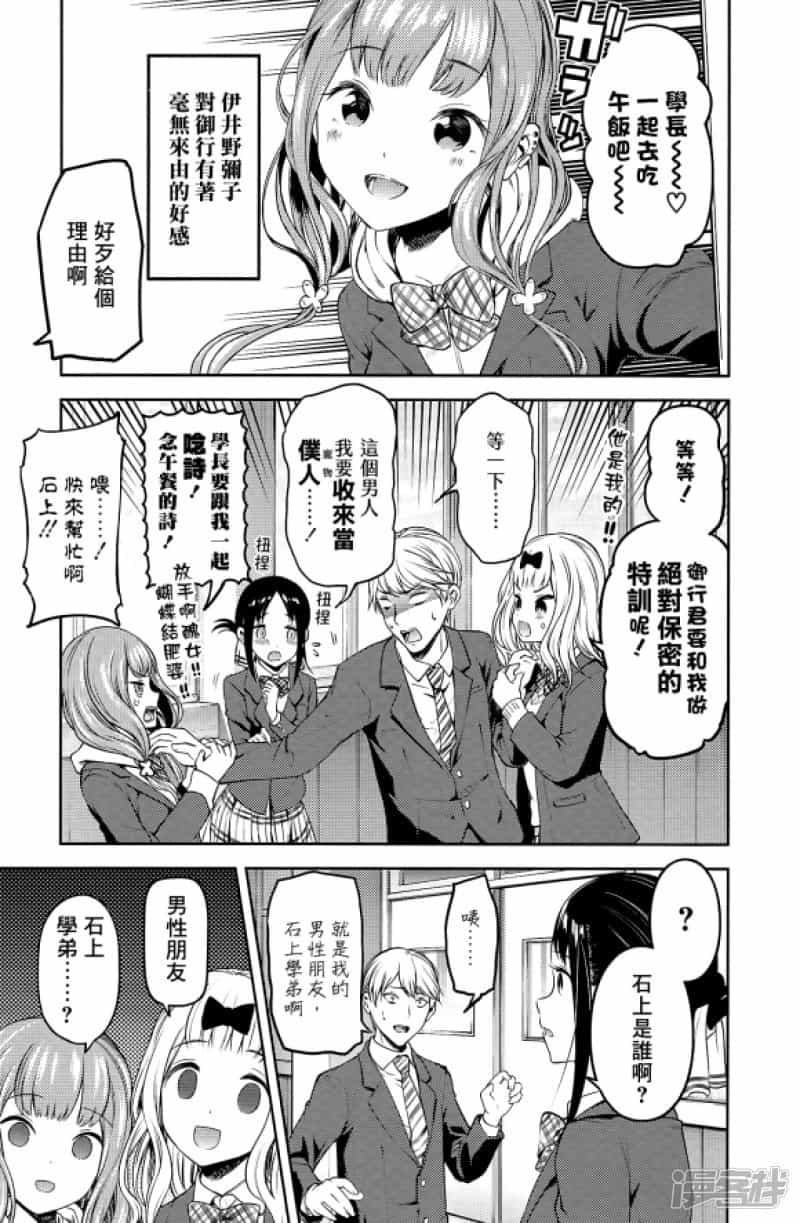 學長~~~♡
一起去吃
午飯吧~~~
ガラッ
伊井野彌子
對御行有著
毫無來由的好感
好歹給個
理由啊
等等！
御行君要和我做
絕對保密的
特訓呢！
他是我的!!
等一下…
這個男人
我要收來當
寵物
僕人……！
扭捏
扭捏
學長要跟我一起
唸詩！
念午餐的詩！
放手啊醜女!!
蝴蝶結肥婆!!
喂……！
快來幫忙啊
石上!!
?
石上是誰啊?
咦……
就是我的
男性朋友，
石上學弟啊
男性朋友
石上
學弟……?
漫客棧